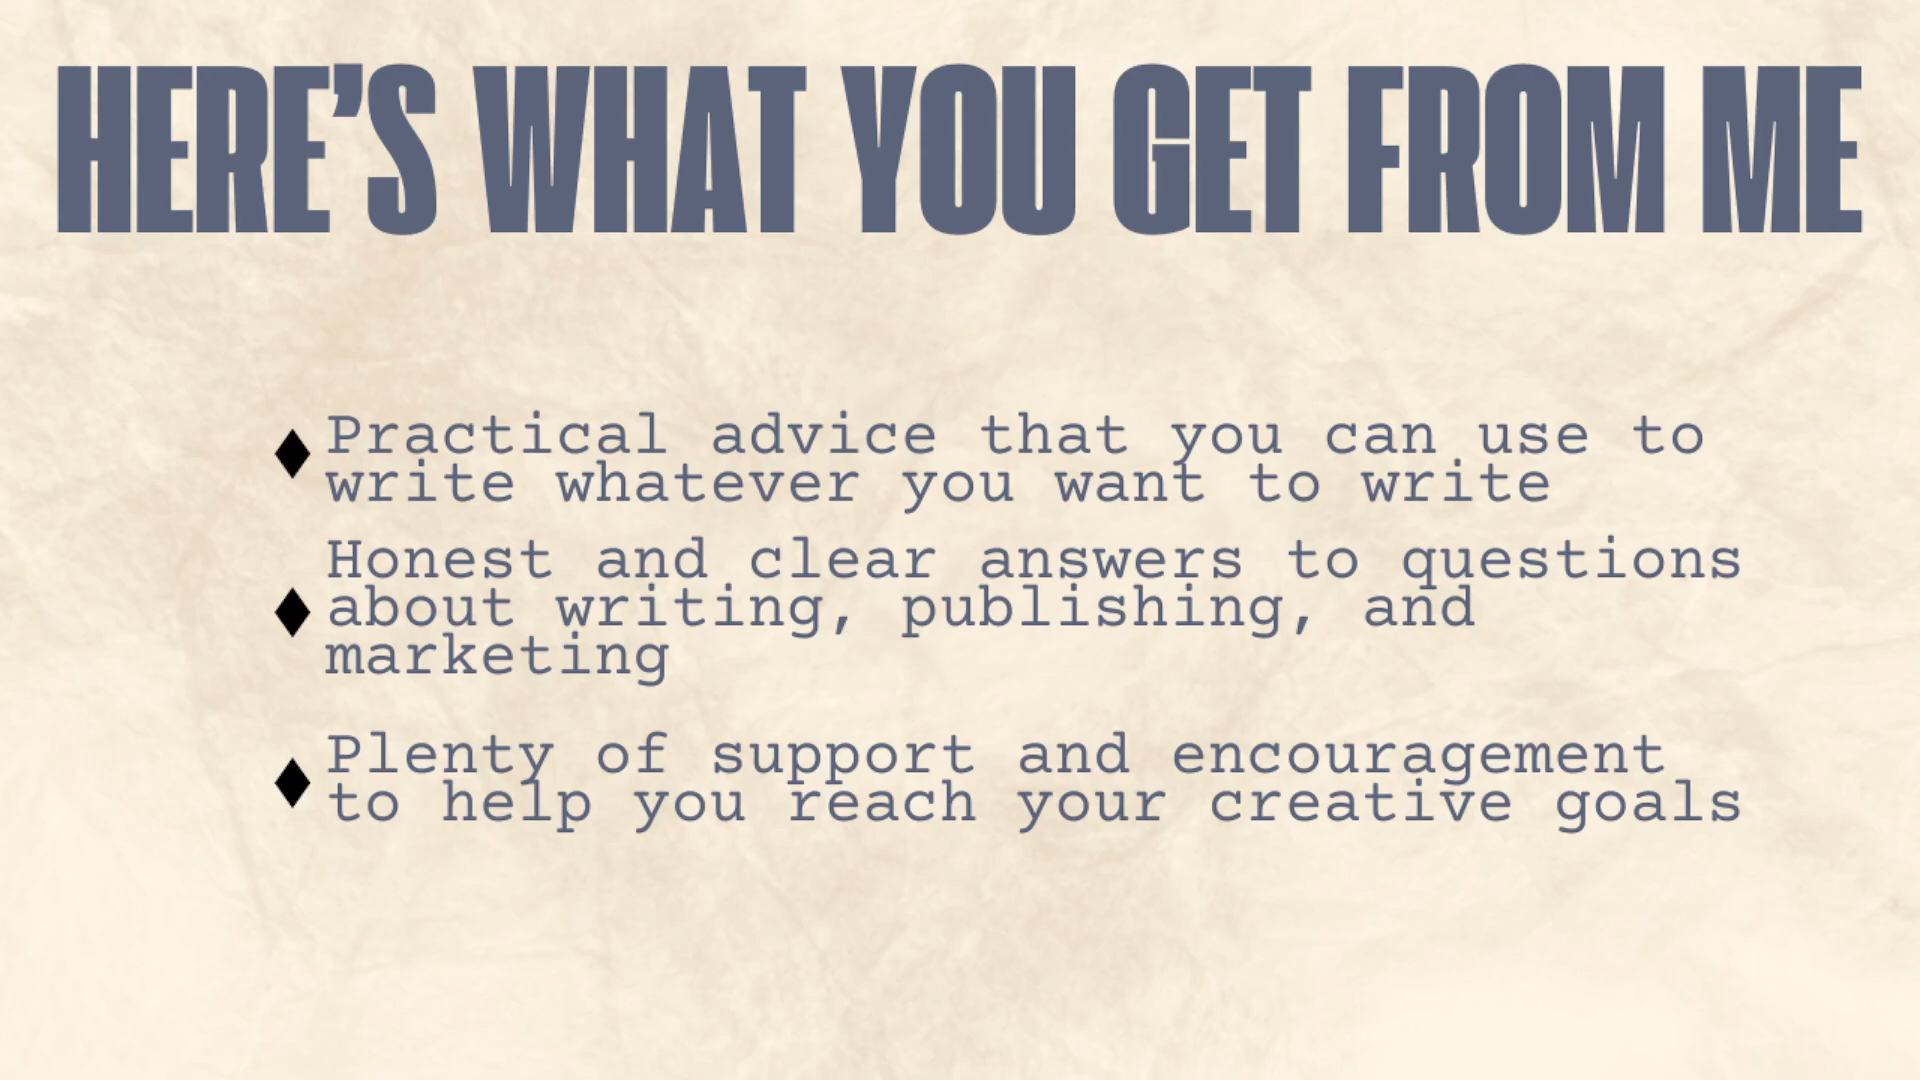 HERE’S WHAT YOU GET FROM ME
Practical advice that you can use to
write whatever you want to write
Honest and clear answers to questions
about writing, publishing, and
marketing
Plenty of support and encouragement
to help you reach your creative goals